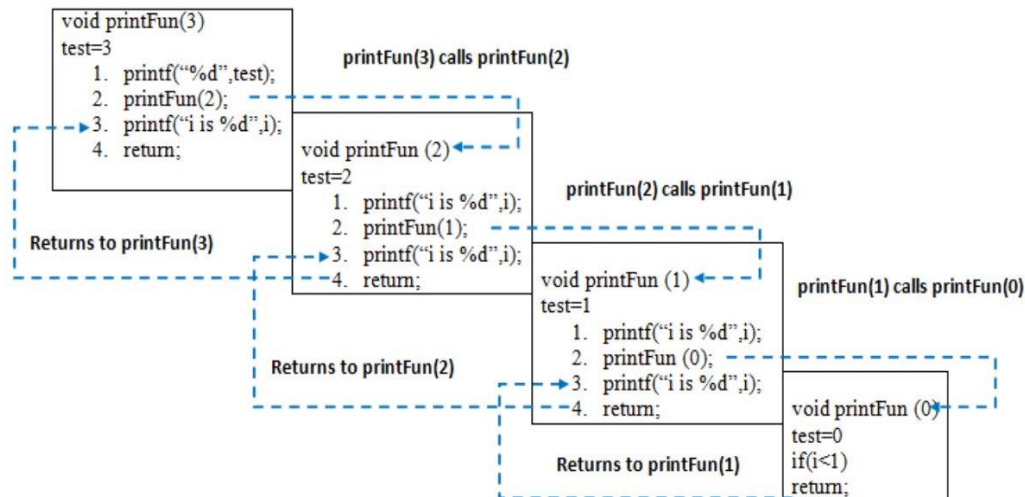 void printFun(3)
test=3
1. printf(“%d”,test);
2. printFun(2);
3. printf(“i is %d”,i);
4. return;
printFun(3) calls printFun(2)
void printFun (2)
test=2
1. printf(“i is %d”,i);
2. printFun(1);
3. printf(“i is %d”,i);
4. return;
Returns to printFun(3)
printFun(2) calls printFun(1)
void printFun (1)
test=1
1. printf(“i is %d”,i);
2. printFun (0);
3. printf(“i is %d”,i);
4. return;
Returns to printFun(2)
printFun(1) calls printFun(0)
void printFun (0)
test=0
if(i<1)
return;
Returns to printFun(1)